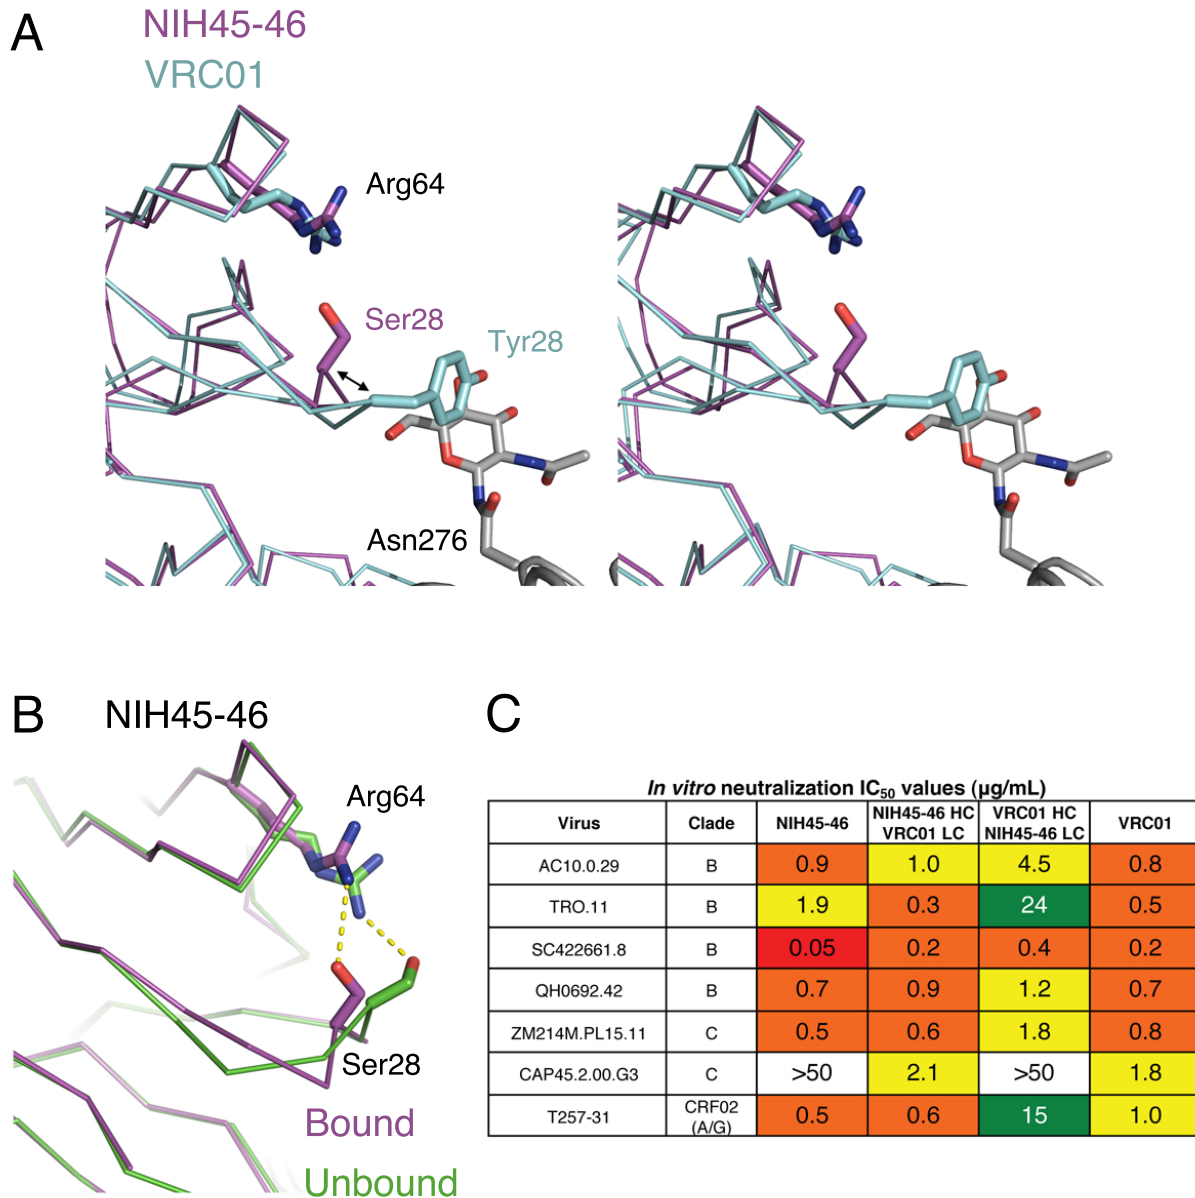 A
NIH45-46
VRC01
Arg64
Ser28
Tyr28
Asn276
B
NIH45-46
Arg64
Ser28
Bound
Unbound
C
In vitro neutralization IC50 values (µg/mL)
Virus Clade NIH45-46 NIH45-46 HC VRC01 LC VRC01 HC NIH45-46 LC VRC01
AC10.0.29 B 0.9 1.0 4.5 0.8
TRO.11 B 1.9 0.3 24 0.5
SC422661.8 B 0.05 0.2 0.4 0.2
QH0692.42 B 0.7 0.9 1.2 0.7
ZM214M.PL15.11 C 0.5 0.6 1.8 0.8
CAP45.2.00.G3 C >50 2.1 >50 1.8
T257-31 CRF02 (A/G) 0.5 0.6 15 1.0